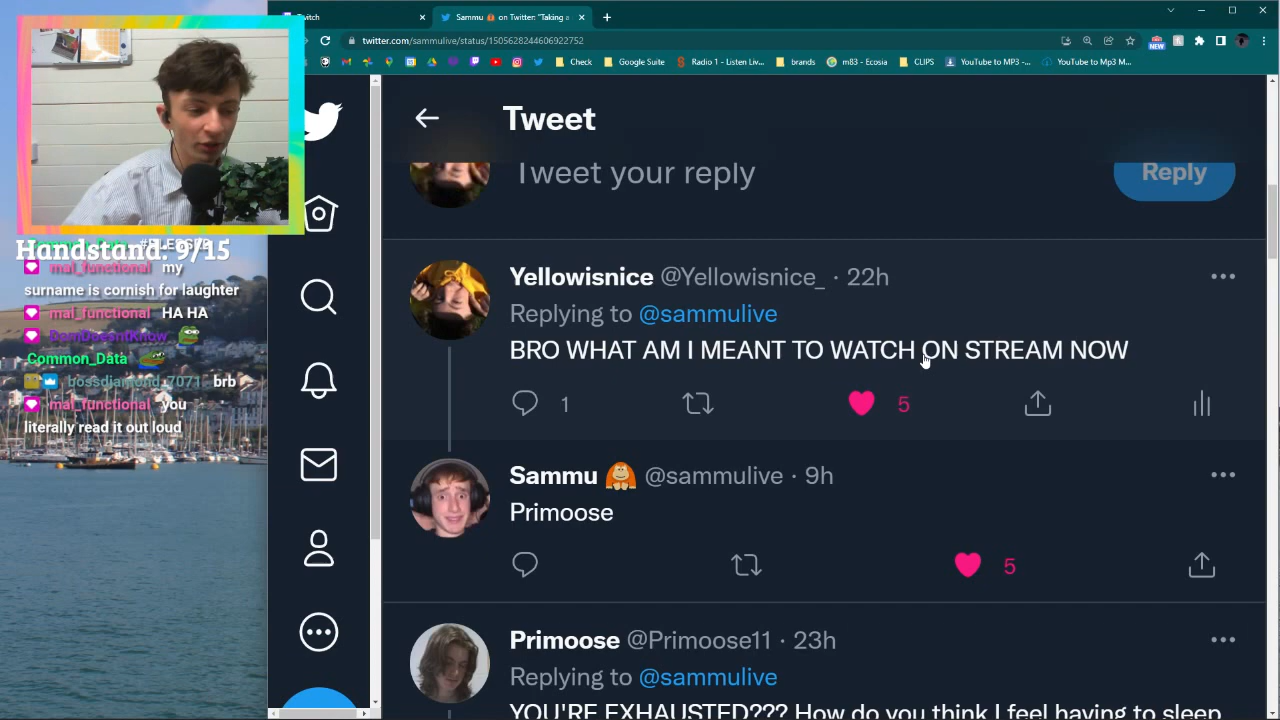 Twitch
Sammu 🦧 on Twitter: "Taking a
twitter.com/sammulive/status/1505628244606922752
NEW
Check
Google Suite
Radio 1 - Listen Liv...
brands
m83 - Ecosia
CLIPS
YouTube to MP3 -...
YouTube to Mp3 M...
Tweet
Tweet your reply
Reply
Yellowisnice @Yellowisnice_ · 22h
Replying to @sammulive
BRO WHAT AM I MEANT TO WATCH ON STREAM NOW
1
5
Sammu 🦧 @sammulive · 9h
Primoose
5
Primoose @Primoose11 · 23h
Replying to @sammulive
YOU'RE EXHAUSTED??? How do you think I feel having to sleep
Common_Data #BLESSED
Handstand: 9/15
mal_functional my
surname is cornish for laughter
mal_functional HA HA
DomDoesntKnow
Common_Data
bossdiamond_7071 brb
mal_functional you
literally read it out loud